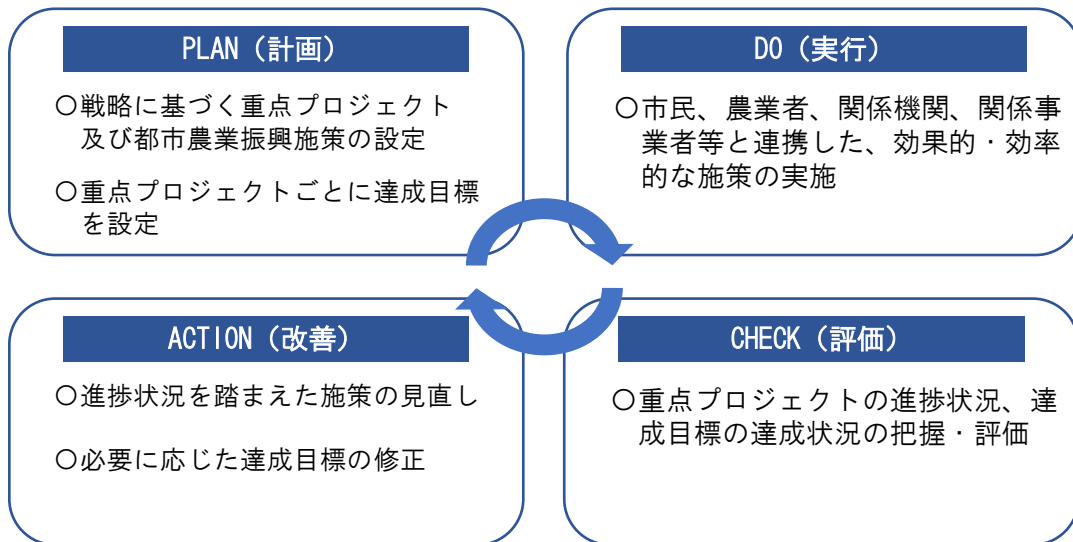 PLAN（計画）
〇戦略に基づく重点プロジェクト
及び都市農業振興施策の設定
〇重点プロジェクトごとに達成目標
を設定
DO（実行）
〇市民、農業者、関係機関、関係事
業者等と連携した、効果的・効率
的な施策の実施
ACTION（改善）
〇進捗状況を踏まえた施策の見直し
〇必要に応じた達成目標の修正
CHECK（評価）
〇重点プロジェクトの進捗状況、達
成目標の達成状況の把握・評価